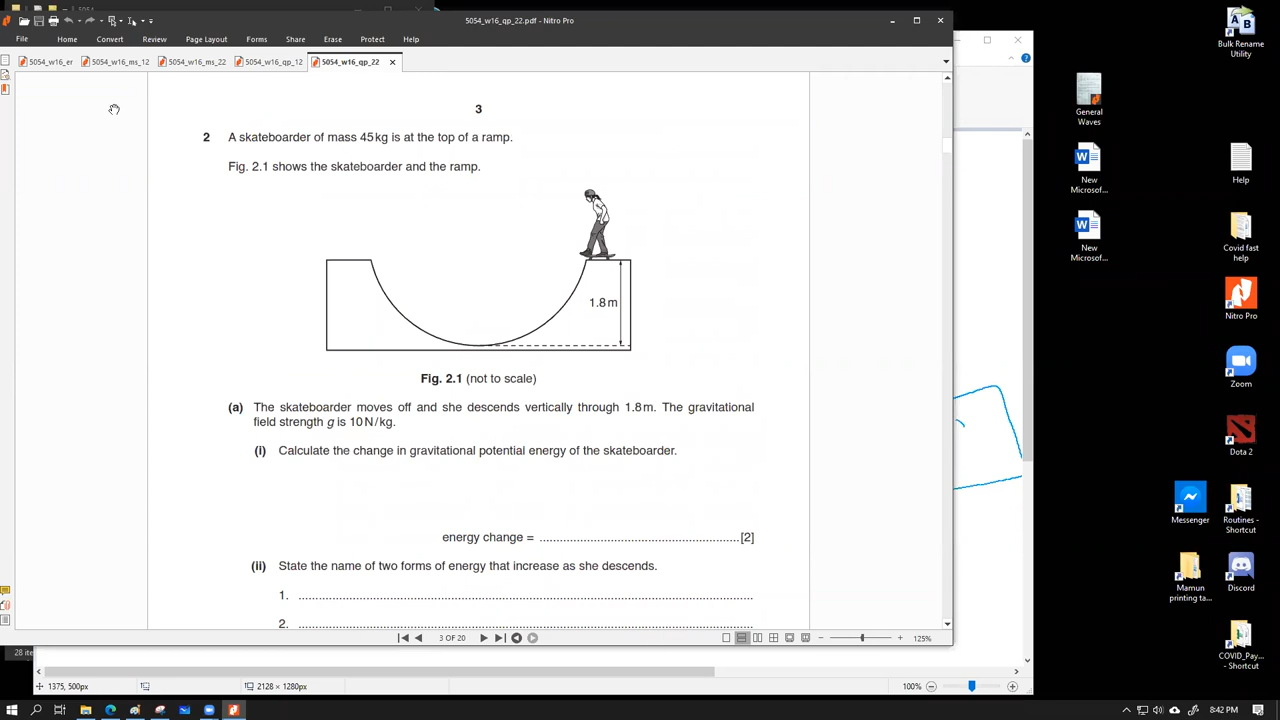 5054_w16_qp_22.pdf - Nitro Pro
File Home Convert Review Page Layout Forms Share Erase Protect Help
5054_w16_er 5054_w16_ms_12 5054_w16_ms_22 5054_w16_qp_12 5054_w16_qp_22
3
2 A skateboarder of mass 45 kg is at the top of a ramp.
Fig. 2.1 shows the skateboarder and the ramp.
1.8 m
Fig. 2.1 (not to scale)
(a) The skateboarder moves off and she descends vertically through 1.8 m. The gravitational
field strength g is 10 N / kg.
(i) Calculate the change in gravitational potential energy of the skateboarder.
energy change = ............................................................ [2]
(ii) State the name of two forms of energy that increase as she descends.
1. ........................................................................................
2. ........................................................................................
3 OF 20
125%
28 ite
1375, 500px
2128 × 1280px
100%
Bulk Rename
Utility
General
Waves
New
Microsof...
Help
New
Microsof...
Covid fast
help
Nitro Pro
Zoom
Dota 2
Messenger
Routines -
Shortcut
Mamun
printing ta...
Discord
COVID_Pay...
- Shortcut
8:42 PM